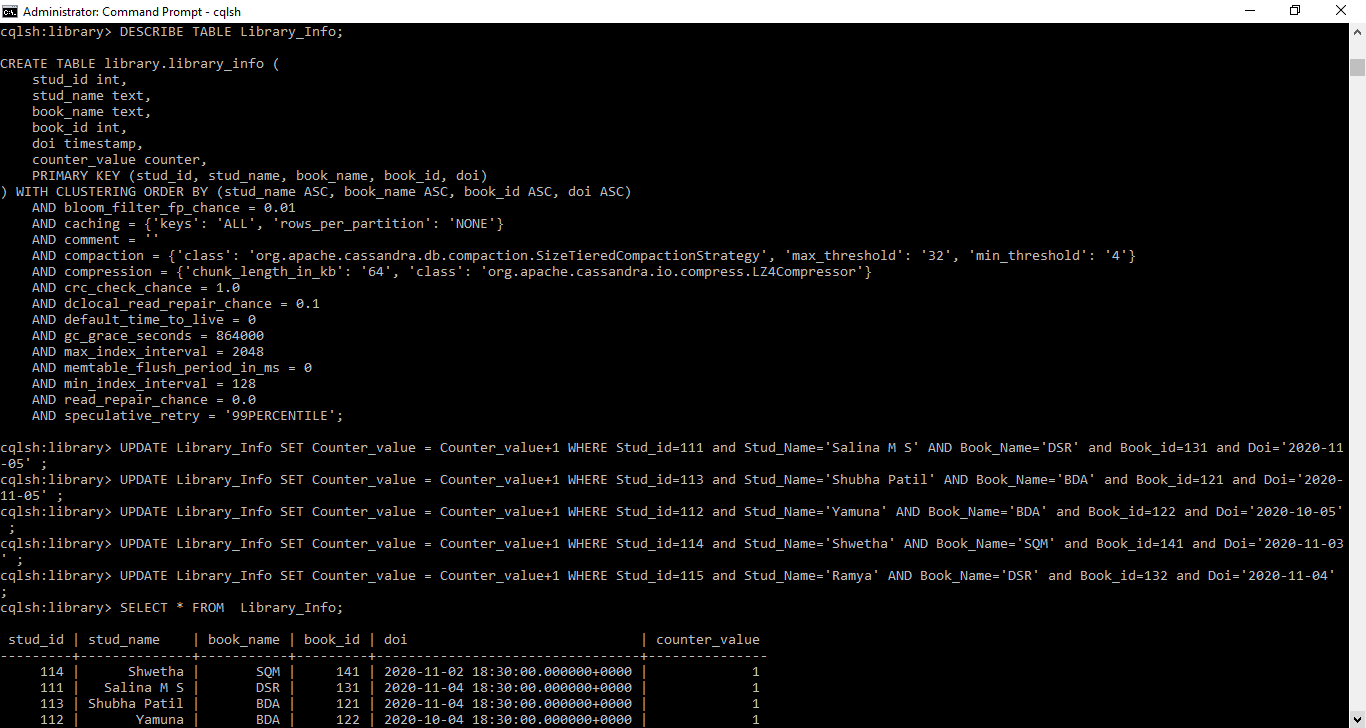 Administrator: Command Prompt - cqlsh
cqlsh:library> DESCRIBE TABLE Library_Info;
CREATE TABLE library.library_info (
    stud_id int,
    stud_name text,
    book_name text,
    book_id int,
    doi timestamp,
    counter_value counter,
    PRIMARY KEY (stud_id, stud_name, book_name, book_id, doi)
) WITH CLUSTERING ORDER BY (stud_name ASC, book_name ASC, book_id ASC, doi ASC)
    AND bloom_filter_fp_chance = 0.01
    AND caching = {'keys': 'ALL', 'rows_per_partition': 'NONE'}
    AND comment = ''
    AND compaction = {'class': 'org.apache.cassandra.db.compaction.SizeTieredCompactionStrategy', 'max_threshold': '32', 'min_threshold': '4'}
    AND compression = {'chunk_length_in_kb': '64', 'class': 'org.apache.cassandra.io.compress.LZ4Compressor'}
    AND crc_check_chance = 1.0
    AND dclocal_read_repair_chance = 0.1
    AND default_time_to_live = 0
    AND gc_grace_seconds = 864000
    AND max_index_interval = 2048
    AND memtable_flush_period_in_ms = 0
    AND min_index_interval = 128
    AND read_repair_chance = 0.0
    AND speculative_retry = '99PERCENTILE';
cqlsh:library> UPDATE Library_Info SET Counter_value = Counter_value+1 WHERE Stud_id=111 and Stud_Name='Salina M S' AND Book_Name='DSR' and Book_id=131 and Doi='2020-11
-05' ;
cqlsh:library> UPDATE Library_Info SET Counter_value = Counter_value+1 WHERE Stud_id=113 and Stud_Name='Shubha Patil' AND Book_Name='BDA' and Book_id=121 and Doi='2020-
11-05' ;
cqlsh:library> UPDATE Library_Info SET Counter_value = Counter_value+1 WHERE Stud_id=112 and Stud_Name='Yamuna' AND Book_Name='BDA' and Book_id=122 and Doi='2020-10-05'
 ;
cqlsh:library> UPDATE Library_Info SET Counter_value = Counter_value+1 WHERE Stud_id=114 and Stud_Name='Shwetha' AND Book_Name='SQM' and Book_id=141 and Doi='2020-11-03
' ;
cqlsh:library> UPDATE Library_Info SET Counter_value = Counter_value+1 WHERE Stud_id=115 and Stud_Name='Ramya' AND Book_Name='DSR' and Book_id=132 and Doi='2020-11-04'
;
cqlsh:library> SELECT * FROM  Library_Info;
 stud_id | stud_name    | book_name | book_id | doi                             | counter_value
---------+--------------+-----------+---------+---------------------------------+---------------
     114 |      Shwetha |       SQM |     141 | 2020-11-02 18:30:00.000000+0000 |             1
     111 |   Salina M S |       DSR |     131 | 2020-11-04 18:30:00.000000+0000 |             1
     113 | Shubha Patil |       BDA |     121 | 2020-11-04 18:30:00.000000+0000 |             1
     112 |       Yamuna |       BDA |     122 | 2020-10-04 18:30:00.000000+0000 |             1